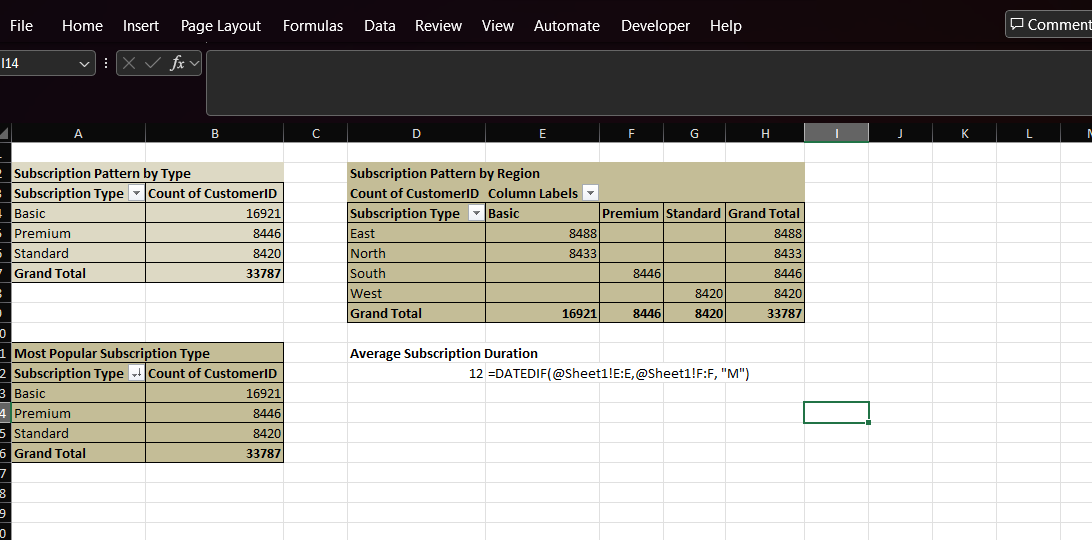 File Home Insert Page Layout Formulas Data Review View Automate Developer Help Comment
I14 fx
A B C D E F G H I J K L
Subscription Pattern by Type Subscription Pattern by Region
Subscription Type Count of CustomerID Count of CustomerID Column Labels
Basic 16921 Subscription Type Basic Premium Standard Grand Total
Premium 8446 East 8488 8488
Standard 8420 North 8433 8433
Grand Total 33787 South 8446 8446
West 8420 8420
Grand Total 16921 8446 8420 33787
Most Popular Subscription Type Average Subscription Duration
Subscription Type Count of CustomerID 12 =DATEDIF(@Sheet1!E:E,@Sheet1!F:F, "M")
Basic 16921
Premium 8446
Standard 8420
Grand Total 33787